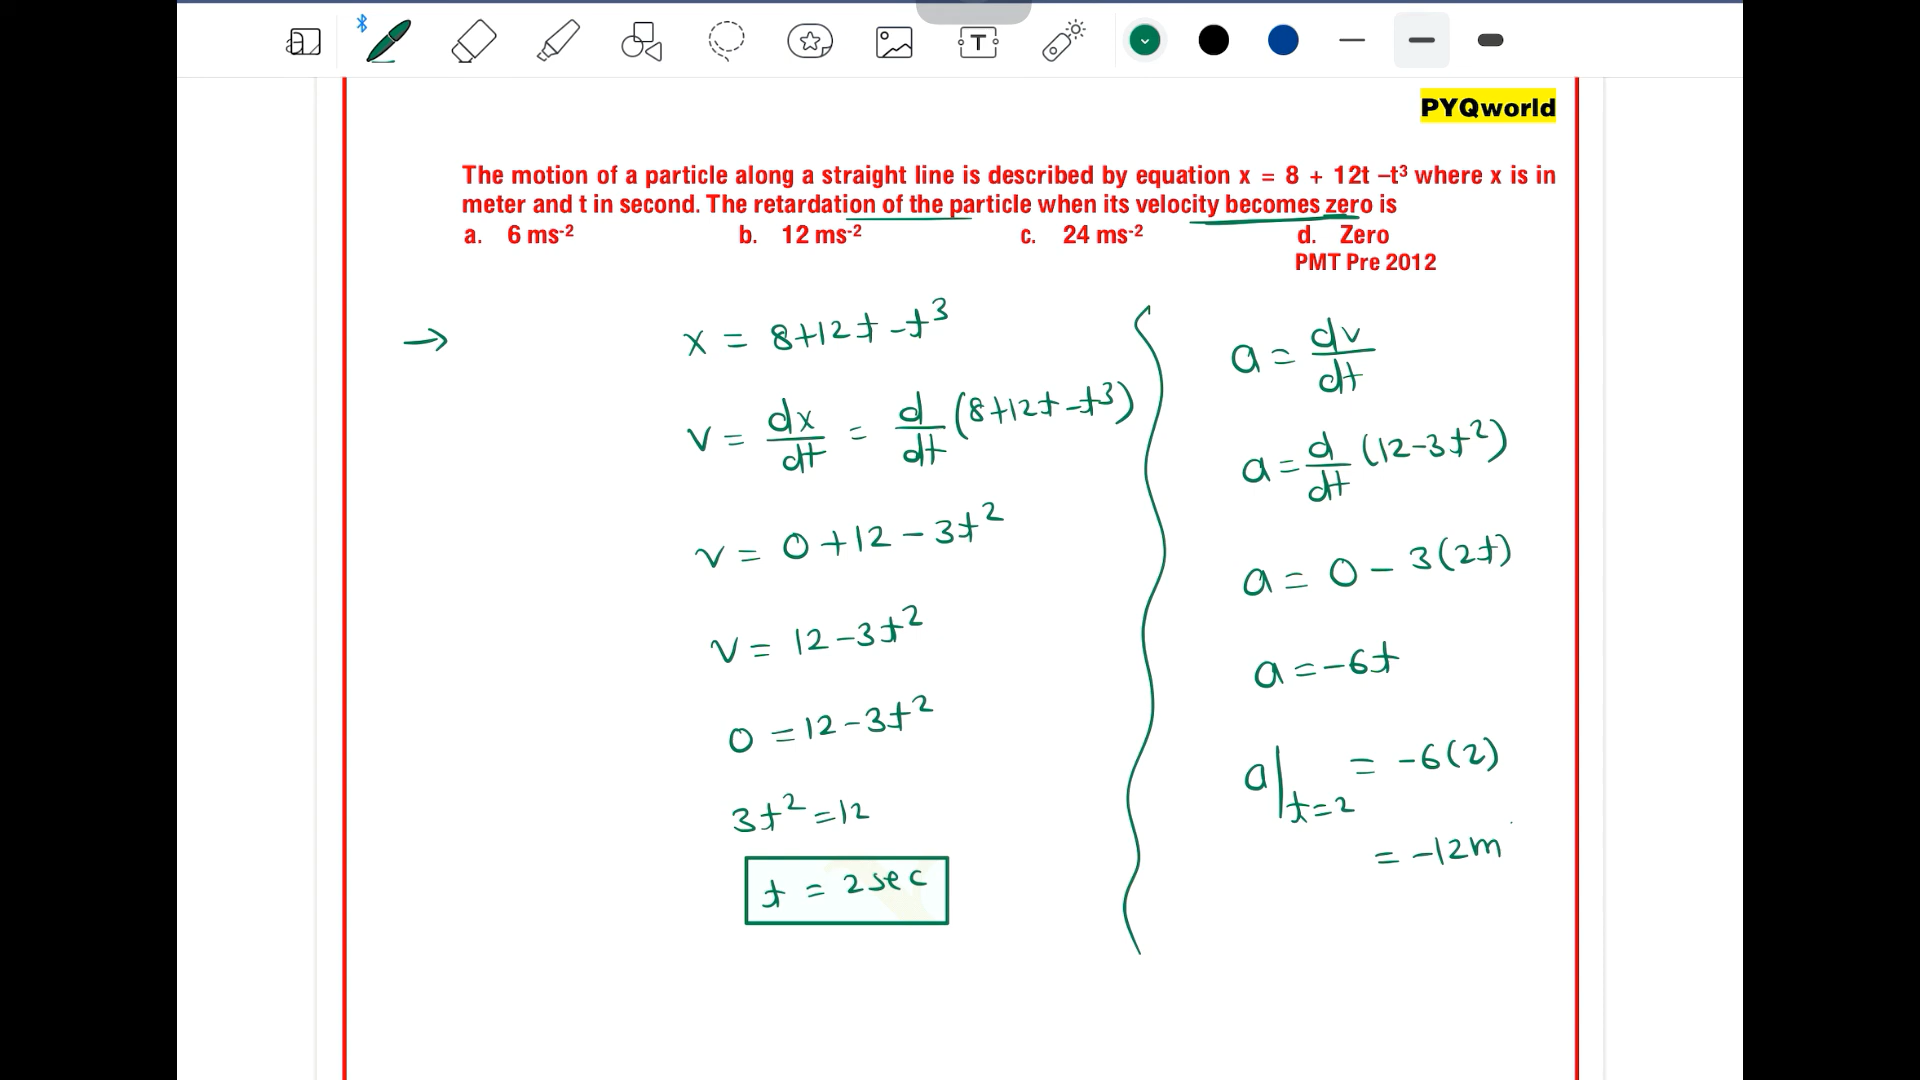 PYQworld
The motion of a particle along a straight line is described by equation x = 8 + 12t –t³ where x is in
meter and t in second. The retardation of the particle when its velocity becomes zero is
a. 6 ms⁻² b. 12 ms⁻² c. 24 ms⁻² d. Zero
PMT Pre 2012
→ x = 8+12t-t³
v = dx/dt = d/dt (8+12t-t³)
v = 0+12-3t²
v = 12-3t²
0 = 12-3t²
3t² = 12
t = 2sec
a = dv/dt
a = d/dt (12-3t²)
a = 0 - 3(2t)
a = -6t
a|t=2 = -6(2)
= -12m